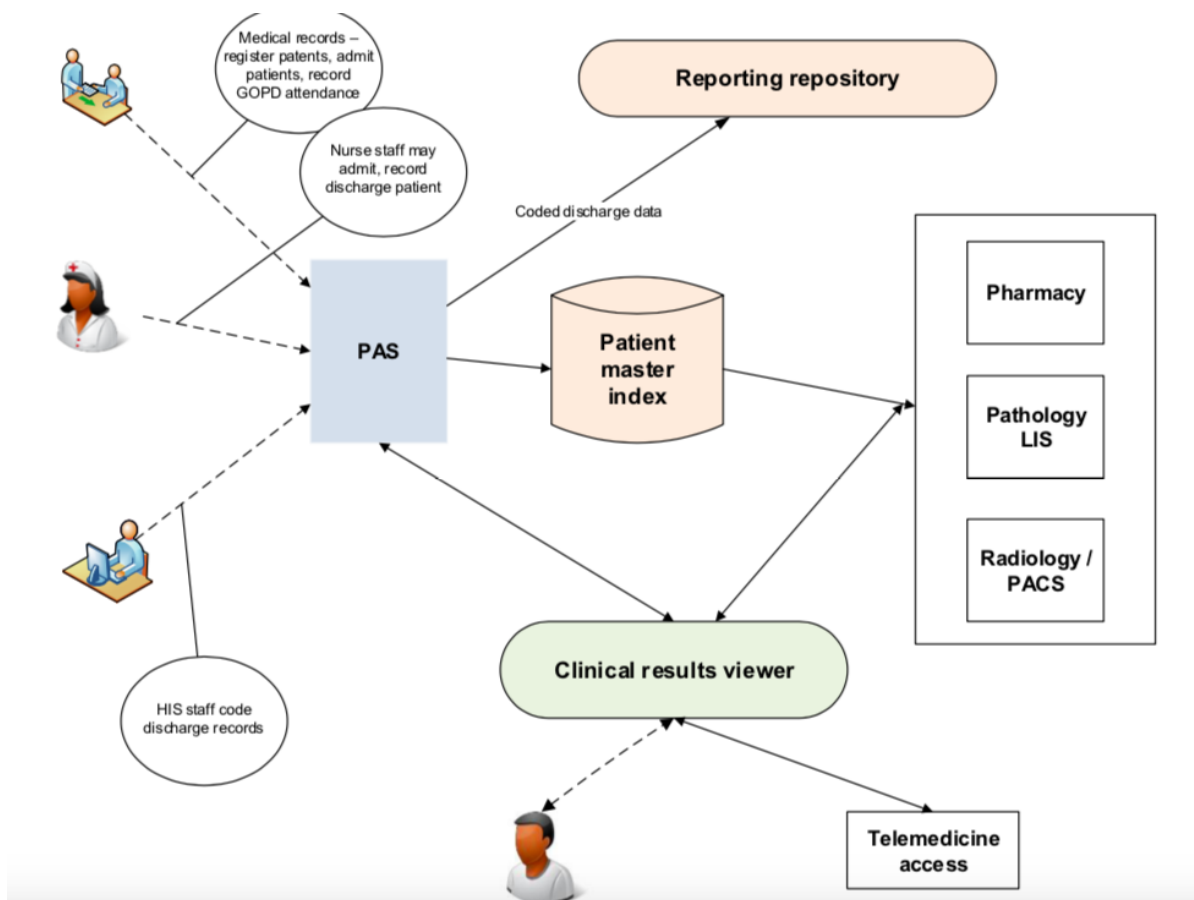 Medical records –
register patents, admit
patients, record
GOPD attendance
Nurse staff may
admit, record
discharge patient
Reporting repository
Coded discharge data
PAS
Patient
master
index
Pharmacy
Pathology
LIS
Radiology /
PACS
Clinical results viewer
HIS staff code
discharge records
Telemedicine
access